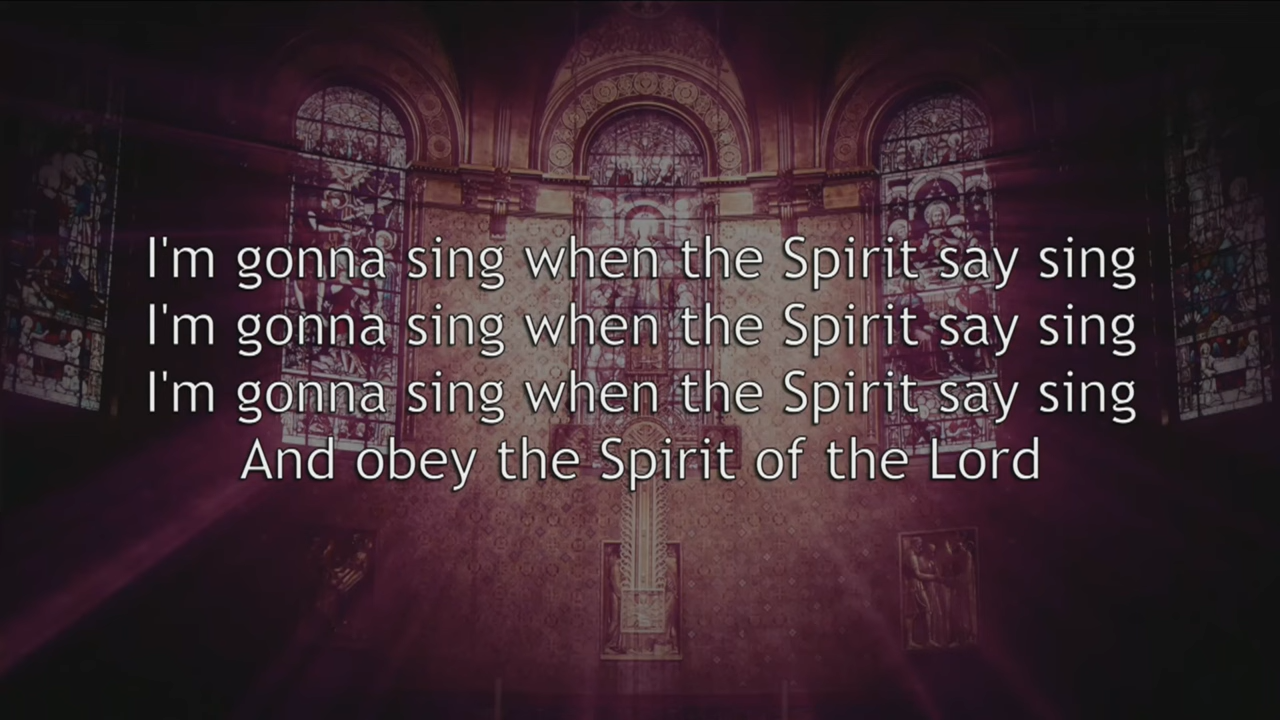 I'm gonna sing when the Spirit say sing
I'm gonna sing when the Spirit say sing
I'm gonna sing when the Spirit say sing
And obey the Spirit of the Lord